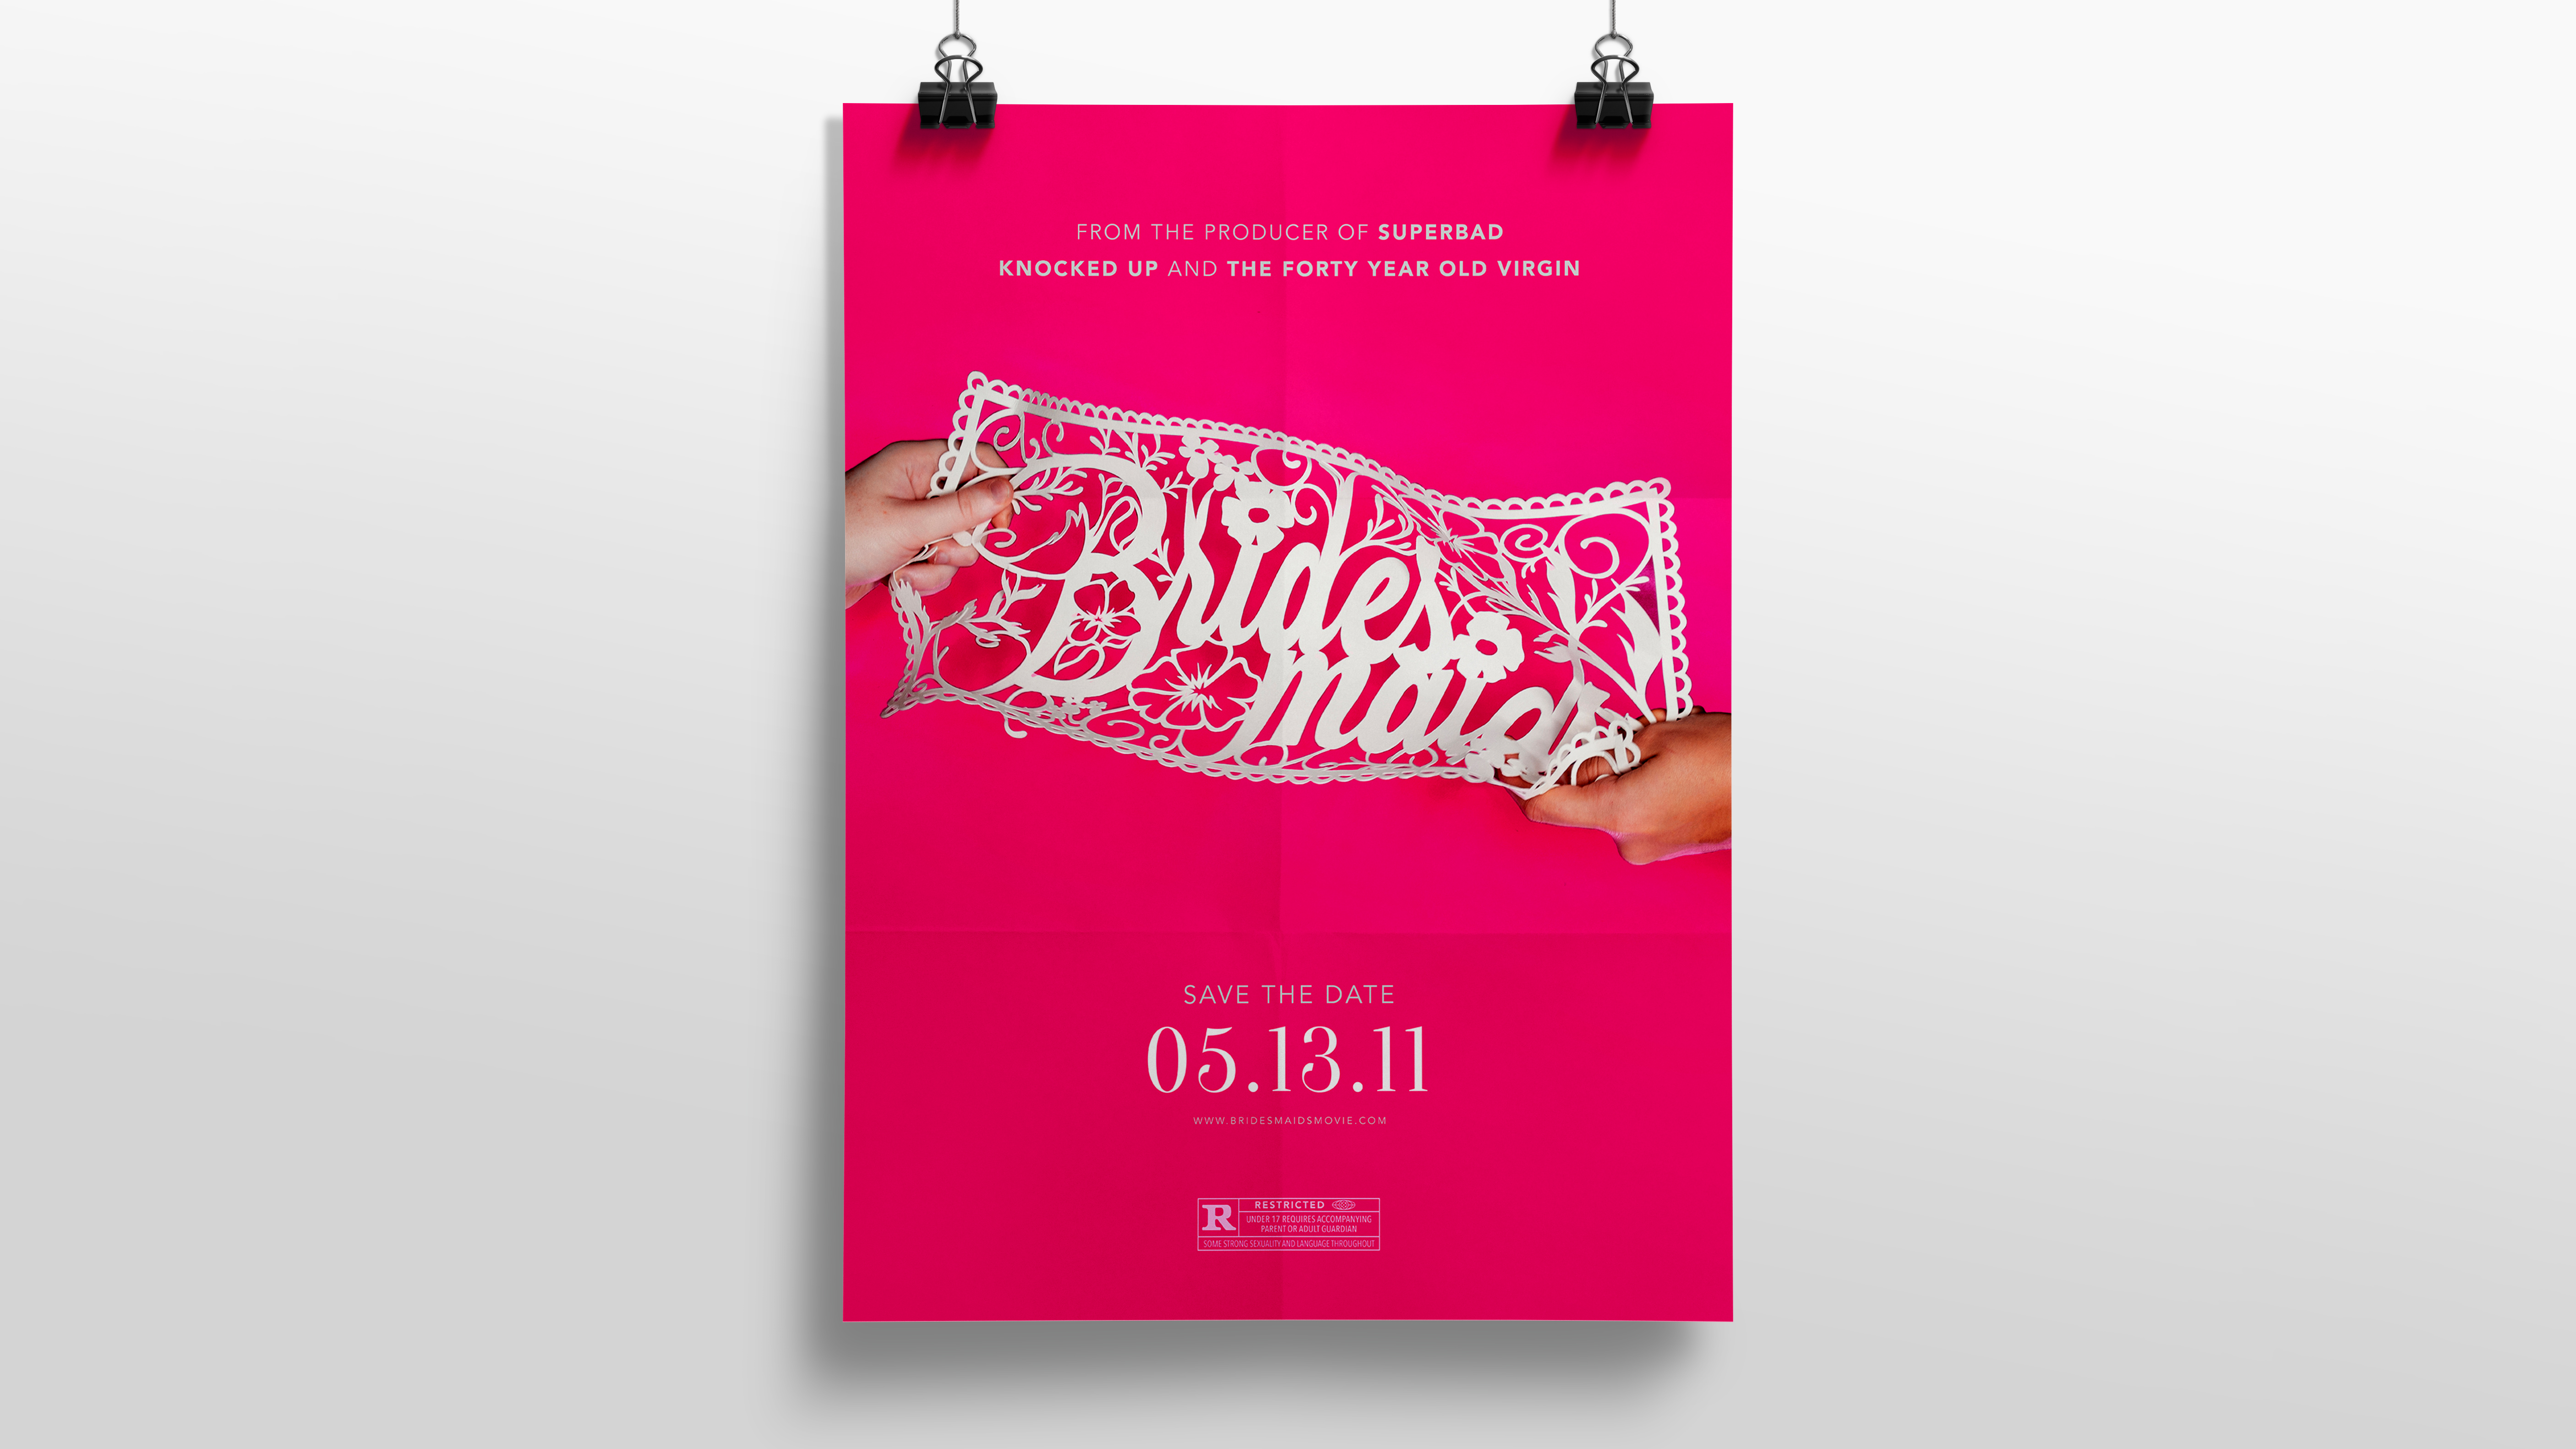 FROM THE PRODUCER OF SUPERBAD
KNOCKED UP AND THE FORTY YEAR OLD VIRGIN
Brides
maids
SAVE THE DATE
05.13.11
WWW.BRIDESMAIDSMOVIE.COM
R
RESTRICTED
UNDER 17 REQUIRES ACCOMPANYING
PARENT OR ADULT GUARDIAN
SOME STRONG SEXUALITY AND LANGUAGE THROUGHOUT